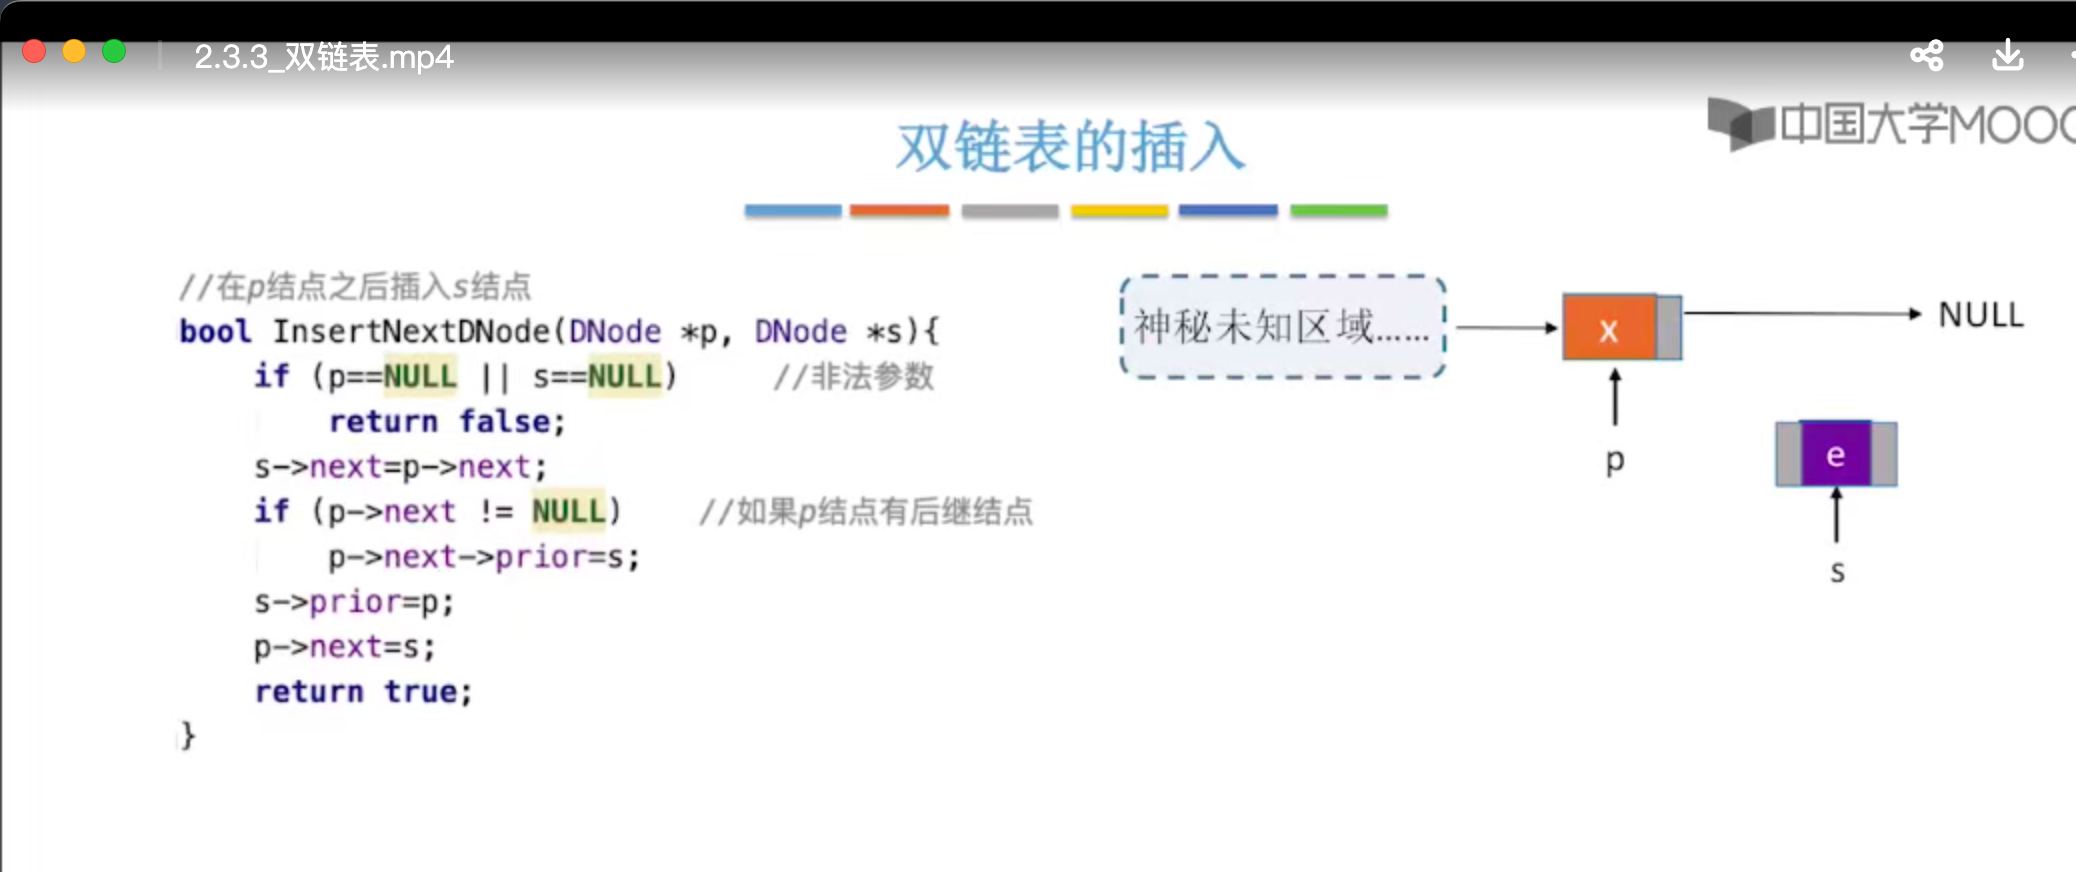 2.3.3_双链表.mp4
中国大学MOOC
双链表的插入
//在p结点之后插入s结点
bool InsertNextDNode(DNode *p, DNode *s){
if (p==NULL || s==NULL) //非法参数
return false;
s->next=p->next;
if (p->next != NULL) //如果p结点有后继结点
p->next->prior=s;
s->prior=p;
p->next=s;
return true;
}
神秘未知区域......
x
NULL
p
e
s